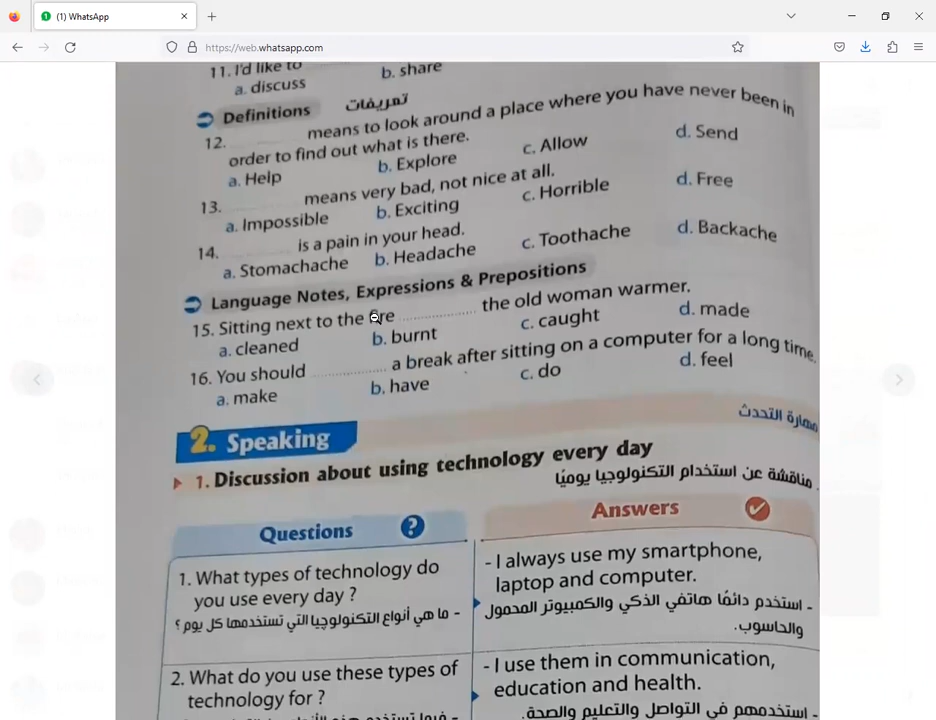 (1) WhatsApp
https://web.whatsapp.com
11. I'd like to
a. discuss b. share
Definitions تعريفات
12. means to look around a place where you have never been in
order to find out what is there.
a. Help b. Explore c. Allow d. Send
13. means very bad, not nice at all.
a. Impossible b. Exciting c. Horrible d. Free
14. is a pain in your head.
a. Stomachache b. Headache c. Toothache d. Backache
Language Notes, Expressions & Prepositions
15. Sitting next to the fire .................. the old woman warmer.
a. cleaned b. burnt c. caught d. made
16. You should .................. a break after sitting on a computer for a long time.
a. make b. have c. do d. feel
2. Speaking مهارة التحدث
1. Discussion about using technology every day
مناقشة عن استخدام التكنولوجيا يوميًا
Questions ? Answers
1. What types of technology do
you use every day ?
- ما هي أنواع التكنولوچيا التي تستخدمها كل يوم ؟
- I always use my smartphone,
laptop and computer.
- استخدم دائمًا هاتفي الذكي والكمبيوتر المحمول
والحاسوب.
2. What do you use these types of
technology for ?
- I use them in communication,
education and health.
- استخدمهم في التواصل والتعليم والصحة.